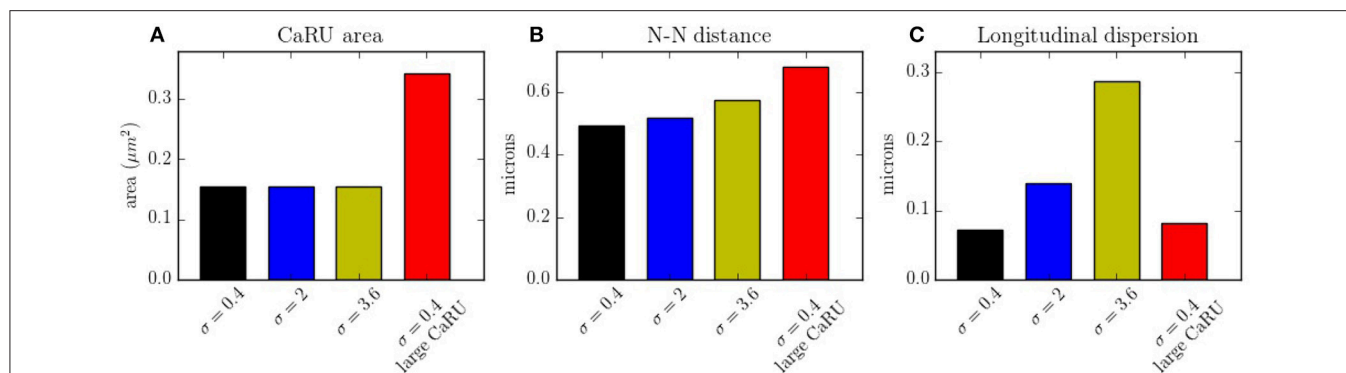 A CaRU area
area (μm²)
0.3
0.2
0.1
0.0
σ = 0.4
σ = 2
σ = 3.6
σ = 0.4
large CaRU
B N-N distance
microns
0.6
0.4
0.2
0.0
σ = 0.4
σ = 2
σ = 3.6
σ = 0.4
large CaRU
C Longitudinal dispersion
microns
0.3
0.2
0.1
0.0
σ = 0.4
σ = 2
σ = 3.6
σ = 0.4
large CaRU